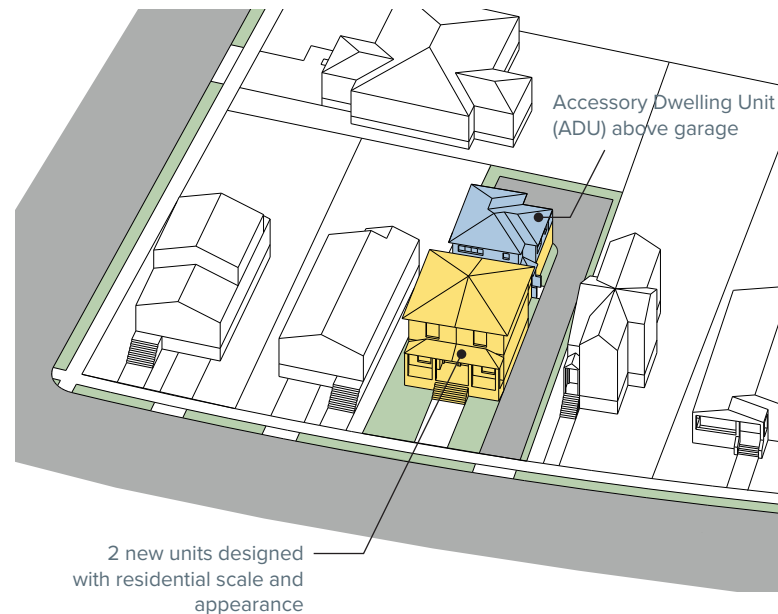 Accessory Dwelling Unit
(ADU) above garage
2 new units designed
with residential scale and
appearance